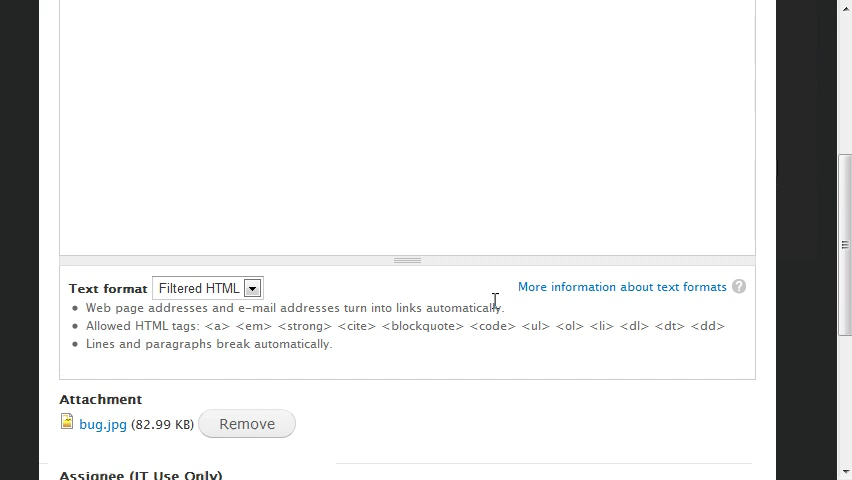 Text format Filtered HTML More information about text formats ?
Web page addresses and e-mail addresses turn into links automatically.
Allowed HTML tags: <a> <em> <strong> <cite> <blockquote> <code> <ul> <ol> <li> <dl> <dt> <dd>
Lines and paragraphs break automatically.
Attachment
bug.jpg (82.99 KB) Remove
Assignee (IT Use Only)